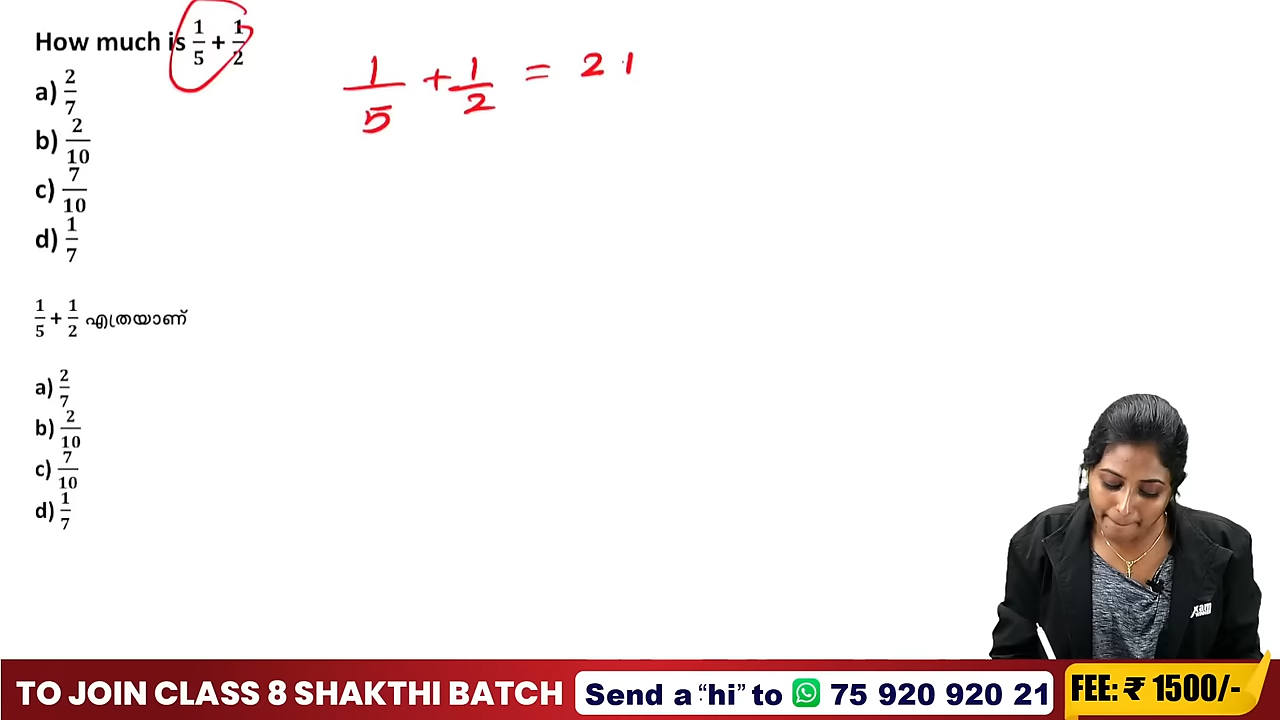 How much is 1/5 + 1/2
a) 2/7
b) 2/10
c) 7/10
d) 1/7
1/5 + 1/2 = 2 1
1/5 + 1/2 എത്രയാണ്
a) 2/7
b) 2/10
c) 7/10
d) 1/7
TO JOIN CLASS 8 SHAKTHI BATCH
Send a “hi” to 75 920 920 21
FEE: ₹ 1500/-